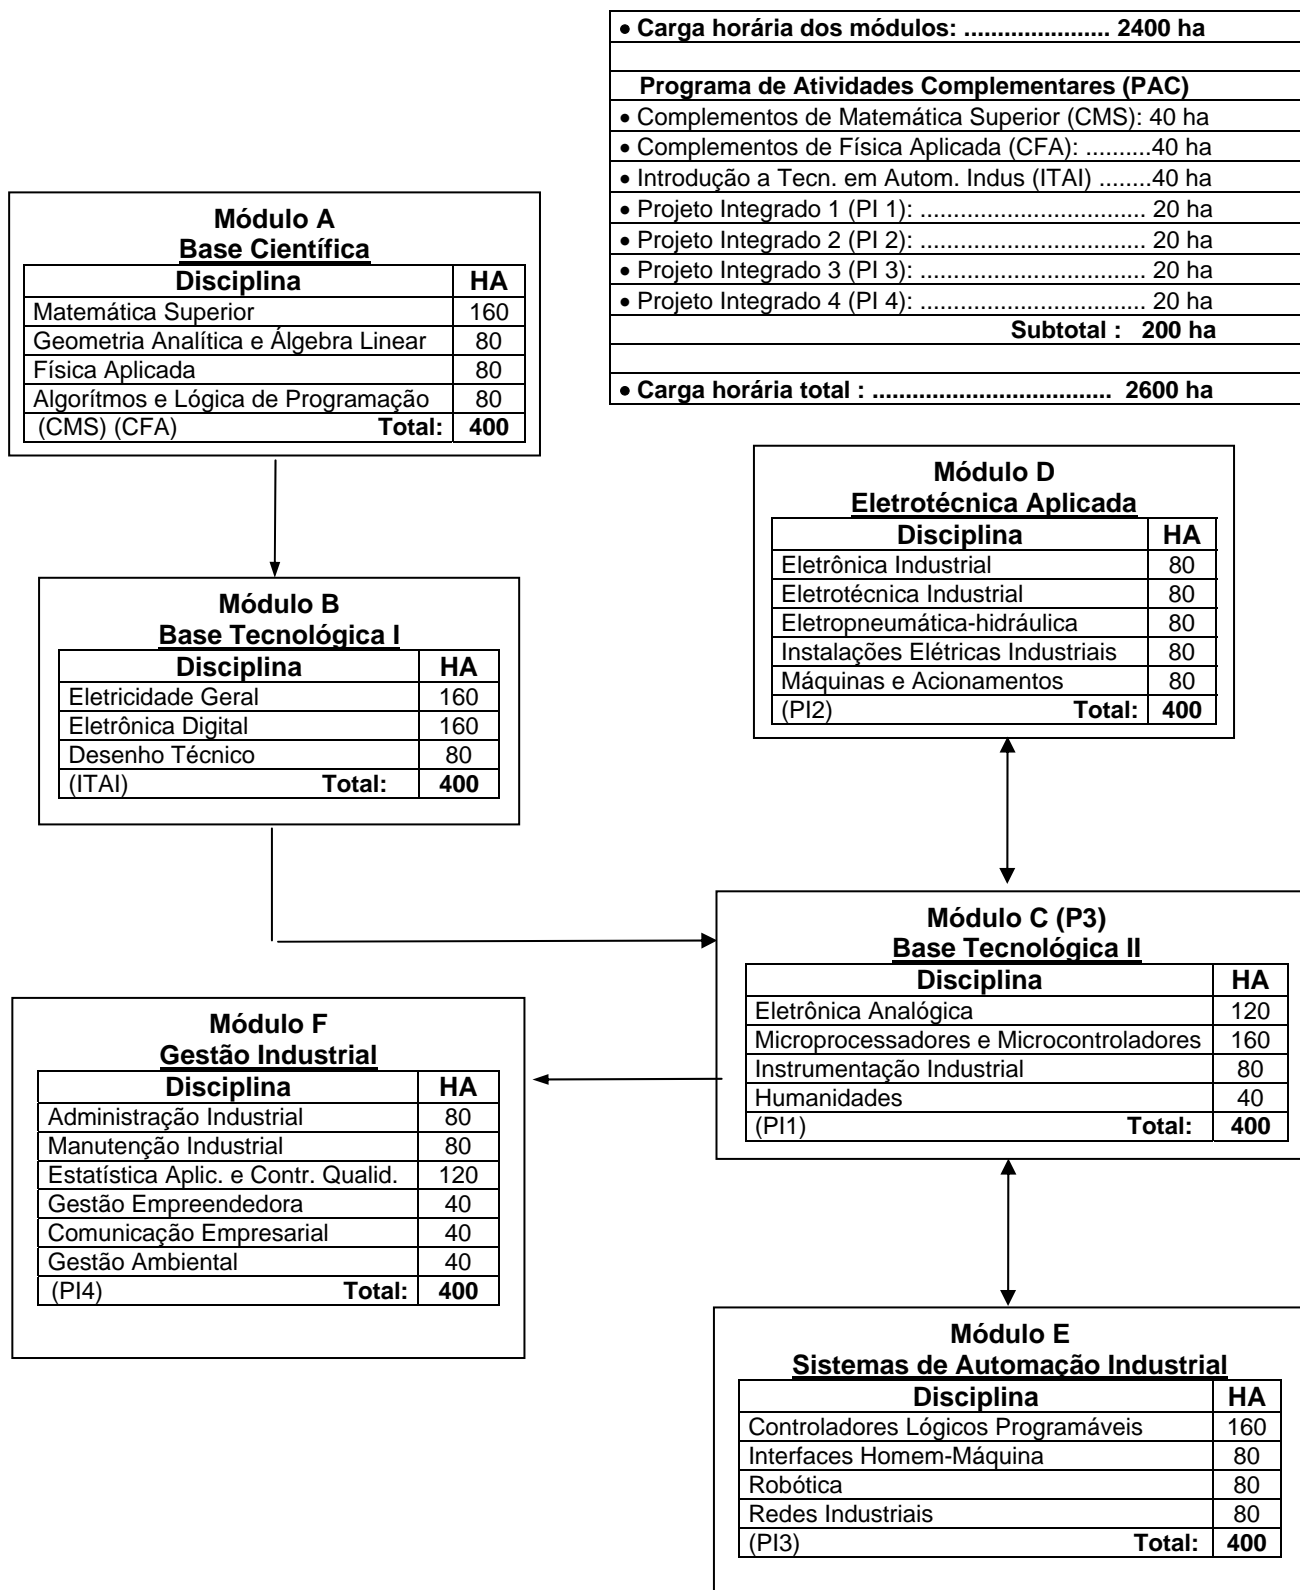 • Carga horária dos módulos: ...................... 2400 ha
Programa de Atividades Complementares (PAC)
• Complementos de Matemática Superior (CMS): 40 ha
• Complementos de Física Aplicada (CFA): ..........40 ha
• Introdução a Tecn. em Autom. Indus (ITAI) ........40 ha
• Projeto Integrado 1 (PI 1): .................................. 20 ha
• Projeto Integrado 2 (PI 2): .................................. 20 ha
• Projeto Integrado 3 (PI 3): .................................. 20 ha
• Projeto Integrado 4 (PI 4): .................................. 20 ha
Subtotal : 200 ha
• Carga horária total : .................................... 2600 ha
Módulo A
Base Científica
Disciplina HA
Matemática Superior 160
Geometria Analítica e Álgebra Linear 80
Física Aplicada 80
Algorítmos e Lógica de Programação 80
(CMS) (CFA) Total: 400
Módulo D
Eletrotécnica Aplicada
Disciplina HA
Eletrônica Industrial 80
Eletrotécnica Industrial 80
Eletropneumática-hidráulica 80
Instalações Elétricas Industriais 80
Máquinas e Acionamentos 80
(PI2) Total: 400
Módulo B
Base Tecnológica I
Disciplina HA
Eletricidade Geral 160
Eletrônica Digital 160
Desenho Técnico 80
(ITAI) Total: 400
Módulo C (P3)
Base Tecnológica II
Disciplina HA
Eletrônica Analógica 120
Microprocessadores e Microcontroladores 160
Instrumentação Industrial 80
Humanidades 40
(PI1) Total: 400
Módulo F
Gestão Industrial
Disciplina HA
Administração Industrial 80
Manutenção Industrial 80
Estatística Aplic. e Contr. Qualid. 120
Gestão Empreendedora 40
Comunicação Empresarial 40
Gestão Ambiental 40
(PI4) Total: 400
Módulo E
Sistemas de Automação Industrial
Disciplina HA
Controladores Lógicos Programáveis 160
Interfaces Homem-Máquina 80
Robótica 80
Redes Industriais 80
(PI3) Total: 400